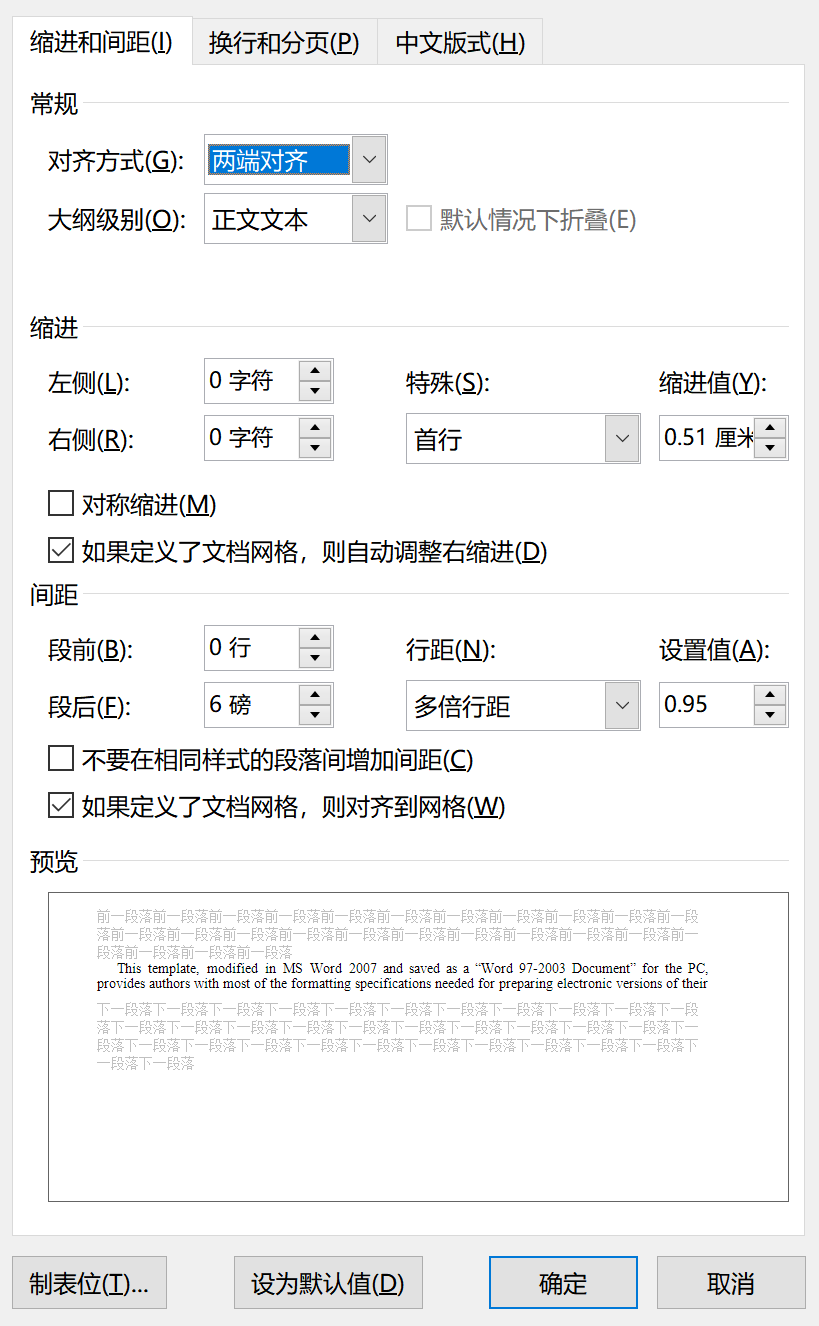 缩进和间距(I) 换行和分页(P) 中文版式(H)
常规
对齐方式(G): 两端对齐
大纲级别(O): 正文文本 默认情况下折叠(E)
缩进
左侧(L): 0 字符 特殊(S): 缩进值(Y):
右侧(R): 0 字符 首行 0.51 厘米
对称缩进(M)
如果定义了文档网格，则自动调整右缩进(D)
间距
段前(B): 0 行 行距(N): 设置值(A):
段后(F): 6 磅 多倍行距 0.95
不要在相同样式的段落间增加间距(C)
如果定义了文档网格，则对齐到网格(W)
预览
前一段落前一段落前一段落前一段落前一段落前一段落前一段落前一段落前一段落前一段落前一段
落前一段落前一段落前一段落前一段落前一段落前一段落前一段落前一段落前一段落前一段落前一
段落前一段落前一段落前一段落
This template, modified in MS Word 2007 and saved as a “Word 97-2003 Document” for the PC,
provides authors with most of the formatting specifications needed for preparing electronic versions of their
下一段落下一段落下一段落下一段落下一段落下一段落下一段落下一段落下一段落下一段落下一段
落下一段落下一段落下一段落下一段落下一段落下一段落下一段落下一段落下一段落下一段落下一
段落下一段落下一段落下一段落下一段落下一段落下一段落下一段落下一段落下一段落下一段落下
一段落下一段落
制表位(T)... 设为默认值(D) 确定 取消